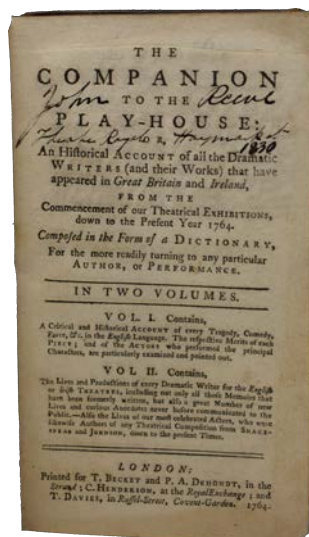 THE
COMPANION
John TO THE Reeve
PLAY-HOUSE:
Theatre Royal OR, Haymarket
1830
An Historical ACCOUNT of all the Dramatic
WRITERS (and their Works) that have
appeared in Great Britain and Ireland,
FROM THE
Commencement of our Theatrical EXHIBITIONS,
down to the Present Year 1764.
Composed in the Form of a DICTIONARY,
For the more readily turning to any particular
AUTHOR, or PERFORMANCE.
IN TWO VOLUMES.
VOL. I. Contains,
A Critical and Historical ACCOUNT of every Tragedy, Comedy,
Farce, &c. in the English Language. The respective Merits of each
PIECE; and of the ACTORS who performed the principal
Characters, are particularly examined and pointed out.
VOL II. Contains,
The Lives and Productions of every Dramatic Writer for the English
or Irish THEATRES, including not only all those Memoirs that
have been formerly written, but also a great Number of new
Lives and curious Anecdotes never before communicated to the
Public.—Also the Lives of our most celebrated ACTORS, who were
likewise Authors of any Theatrical Composition from SHAKE-
SPEAR and JOHNSON, down to the present Times.
LONDON:
Printed for T. BECKET and P. A. DEHONDT, in the
Strand; C. HENDERSON, at the Royal Exchange; and
T. DAVIES, in Russel-Street, Covent-Garden. 1764.